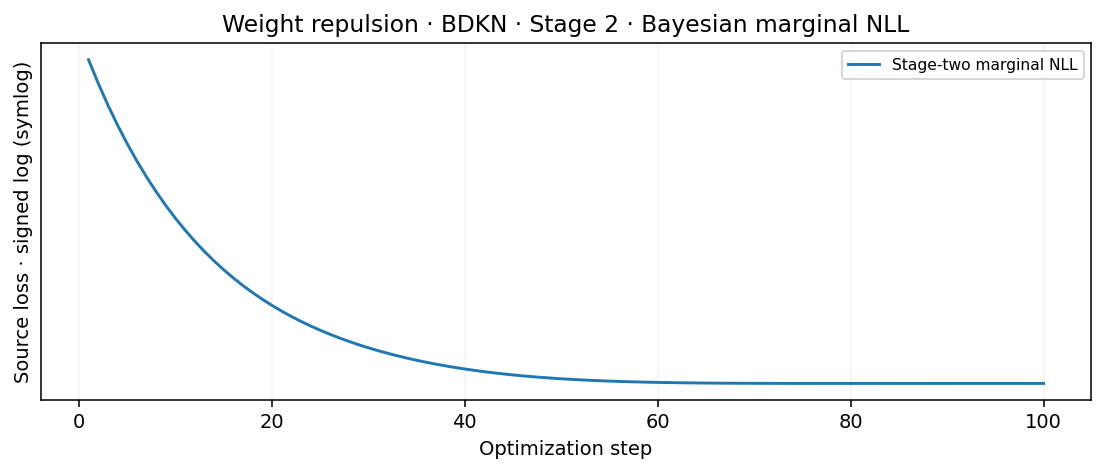 Weight repulsion · BDKN · Stage 2 · Bayesian marginal NLL
Stage-two marginal NLL
Source loss · signed log (symlog)
0 20 40 60 80 100
Optimization step